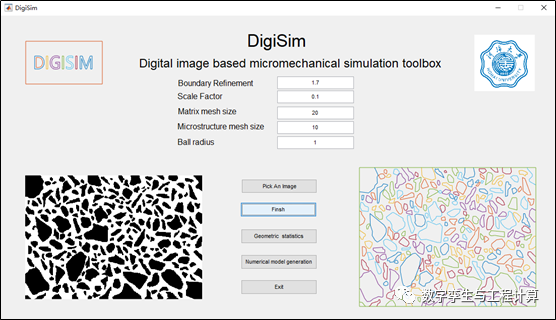 DigiSim
DIGISIM
DigiSim
Digital image based micromechanical simulation toolbox
Boundary Refinement 1.7
Scale Factor 0.1
Matrix mesh size 20
Microstructure mesh size 10
Ball radius 1
Pick An Image
Finish
Geometric statistics
Numerical model generation
Exit
数字孪生与工程计算